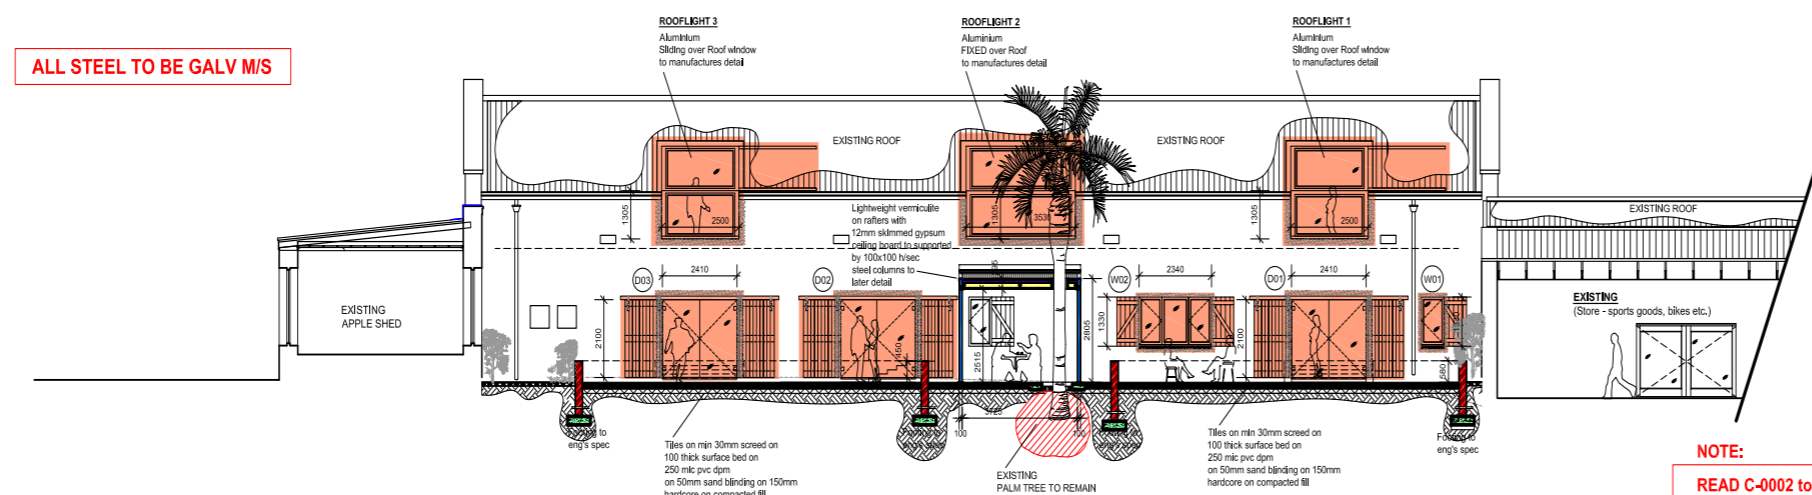 ALL STEEL TO BE GALV M/S
ROOFLIGHT 3
Aluminium
Sliding over Roof window
to manufactures detail
ROOFLIGHT 2
Aluminium
FIXED over Roof
to manufactures detail
ROOFLIGHT 1
Aluminium
Sliding over Roof window
to manufactures detail
EXISTING ROOF
EXISTING ROOF
EXISTING ROOF
1305
2500
1305
3530
1305
2500
Lightweight vermiculite
on rafters with
12mm skimmed gypsum
ceiling board to supported
by 100x100 h/sec
steel columns to
later detail
D03
2410
D02
W02
2340
D01
2410
W01
EXISTING
APPLE SHED
EXISTING
(Store - sports goods, bikes etc.)
2100
450
2515
2805
1330
2100
580
100
100
eng's spec
Tiles on min 30mm screed on
100 thick surface bed on
250 mic pvc dpm
on 50mm sand blinding on 150mm
hardcore on compacted fill
EXISTING
PALM TREE TO REMAIN
Tiles on min 30mm screed on
100 thick surface bed on
250 mic pvc dpm
on 50mm sand blinding on 150mm
hardcore on compacted fill
eng's spec
NOTE:
READ C-0002 to